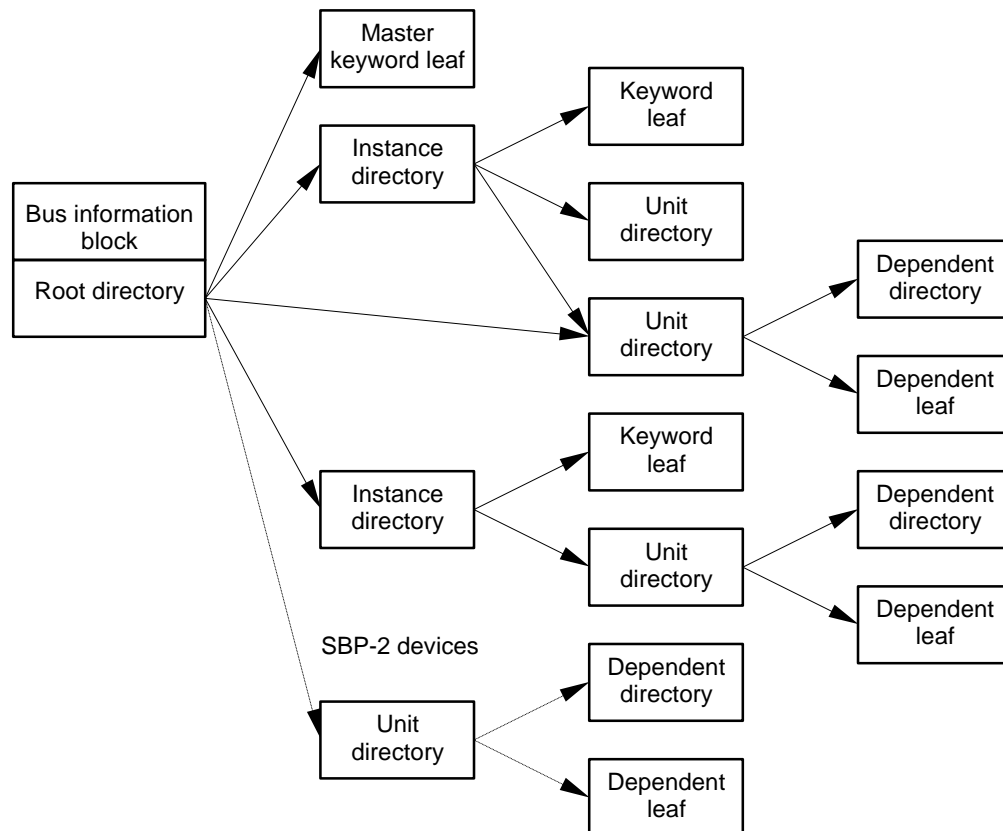 Master
keyword leaf
Keyword
leaf
Instance
directory
Bus information
block
Unit
directory
Root directory
Dependent
directory
Unit
directory
Dependent
leaf
Keyword
leaf
Instance
directory
Dependent
directory
Unit
directory
Dependent
leaf
SBP-2 devices
Dependent
directory
Unit
directory
Dependent
leaf